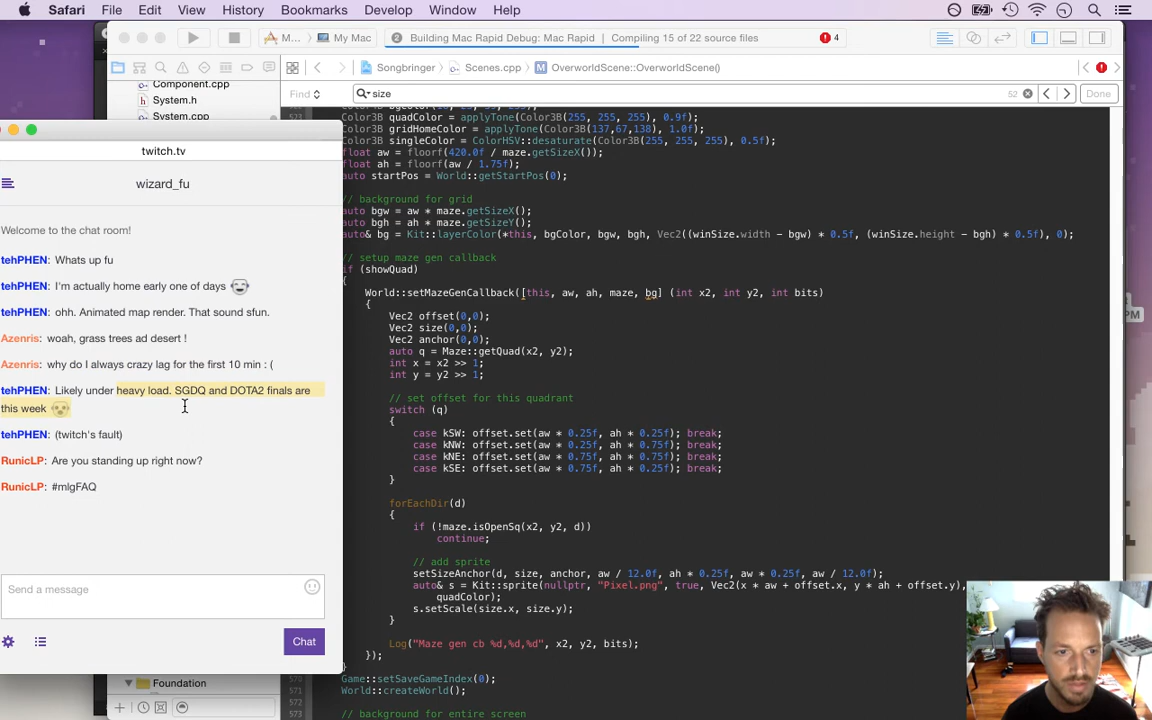 Safari File Edit View History Bookmarks Develop Window Help
M... My Mac Building Mac Rapid Debug: Mac Rapid | Compiling 15 of 22 source files 4
Songbringer Scenes.cpp OverworldScene::OverworldScene()
Component.cpp
System.h
System.cpp
Find size 52 Done
twitch.tv
wizard_fu
Welcome to the chat room!
tehPHEN: Whats up fu
tehPHEN: I'm actually home early one of days
tehPHEN: ohh. Animated map render. That sound sfun.
Azenris: woah, grass trees ad desert !
Azenris: why do I always crazy lag for the first 10 min : (
tehPHEN: Likely under heavy load. SGDQ and DOTA2 finals are
this week
tehPHEN: (twitch's fault)
RunicLP: Are you standing up right now?
RunicLP: #mlgFAQ
Send a message
Chat
Foundation
523
Color3B quadColor = applyTone(Color3B(255, 255, 255), 0.9f);
Color3B gridHomeColor = applyTone(Color3B(137,67,138), 1.0f);
Color3B singleColor = ColorHSV::desaturate(Color3B(255, 255, 255), 0.5f);
float aw = floorf(420.0f / maze.getSizeX());
float ah = floorf(aw / 1.75f);
auto startPos = World::getStartPos(0);
// background for grid
auto bgw = aw * maze.getSizeX();
auto bgh = ah * maze.getSizeY();
auto& bg = Kit::layerColor(*this, bgColor, bgw, bgh, Vec2((winSize.width - bgw) * 0.5f, (winSize.height - bgh) * 0.5f), 0);
// setup maze gen callback
if (showQuad)
{
World::setMazeGenCallback([this, aw, ah, maze, bg] (int x2, int y2, int bits)
{
Vec2 offset(0,0);
Vec2 size(0,0);
Vec2 anchor(0,0);
auto q = Maze::getQuad(x2, y2);
int x = x2 >> 1;
int y = y2 >> 1;
// set offset for this quadrant
switch (q)
{
case kSW: offset.set(aw * 0.25f, ah * 0.25f); break;
case kNW: offset.set(aw * 0.25f, ah * 0.75f); break;
case kNE: offset.set(aw * 0.75f, ah * 0.75f); break;
case kSE: offset.set(aw * 0.75f, ah * 0.25f); break;
}
forEachDir(d)
{
if (!maze.isOpenSq(x2, y2, d))
continue;
// add sprite
setSizeAnchor(d, size, anchor, aw / 12.0f, ah * 0.25f, aw * 0.25f, aw / 12.0f);
auto& s = Kit::sprite(nullptr, "Pixel.png", true, Vec2(x * aw + offset.x, y * ah + offset.y),
quadColor);
s.setScale(size.x, size.y);
}
Log("Maze gen cb %d,%d,%d", x2, y2, bits);
});
}
570 Game::setSaveGameIndex(0);
571 World::createWorld();
573 // background for entire screen
PM